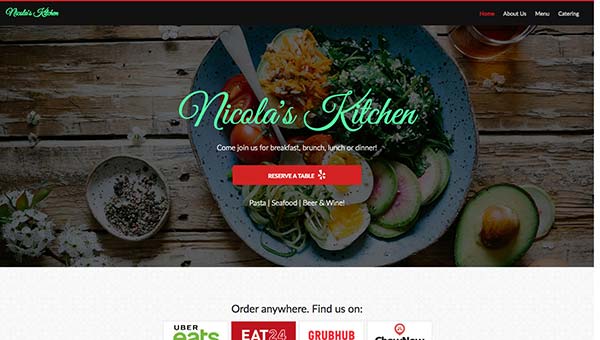 Nicola's Kitchen
Home About Us Menu Catering
Nicola's Kitchen
Come join us for breakfast, brunch, lunch or dinner!
RESERVE A TABLE
Pasta | Seafood | Beer & Wine!
Order anywhere. Find us on:
UBER eats
EAT24
GRUBHUB
ChowNow